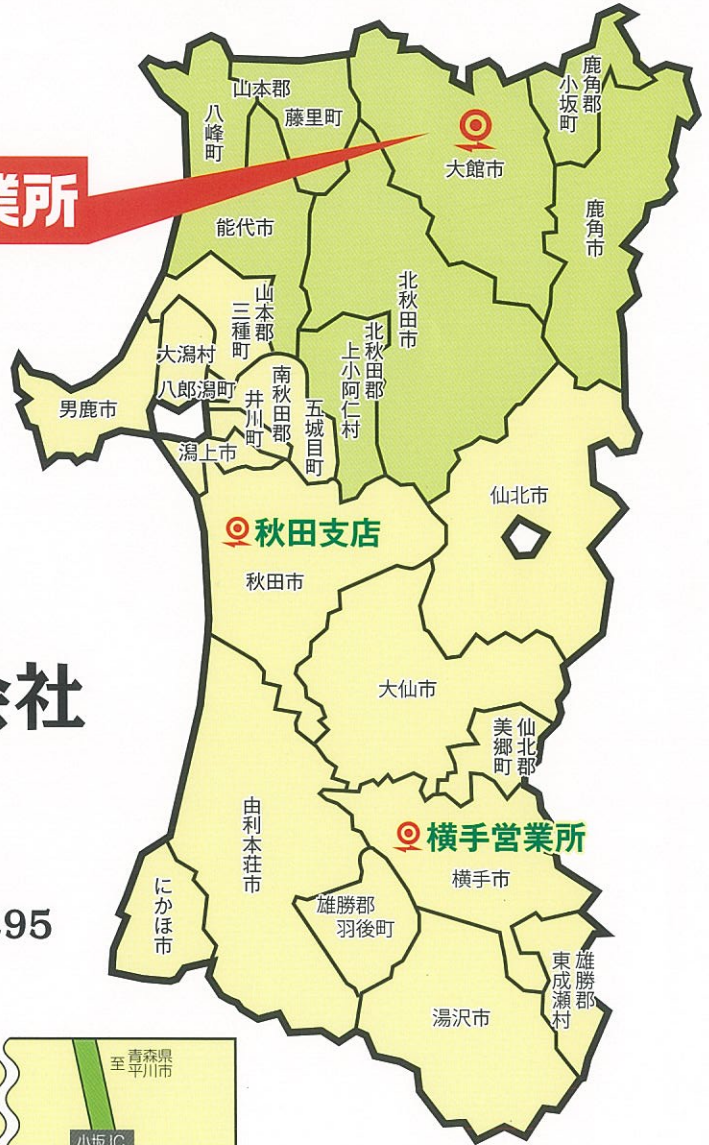 鹿角郡
小坂町
山本郡
藤里町
八峰町
大館市
業所
能代市
鹿角市
北秋田市
山本郡
三種町
大潟村
八郎潟町
北秋田郡
上小阿仁村
南秋田郡
井川町
五城目町
男鹿市
潟上市
仙北市
秋田支店
秋田市
会社
大仙市
仙北郡
美郷町
由利本荘市
横手営業所
横手市
にかほ市
雄勝郡
羽後町
95
雄勝郡
東成瀬村
湯沢市
至 青森県
平川市
小坂IC